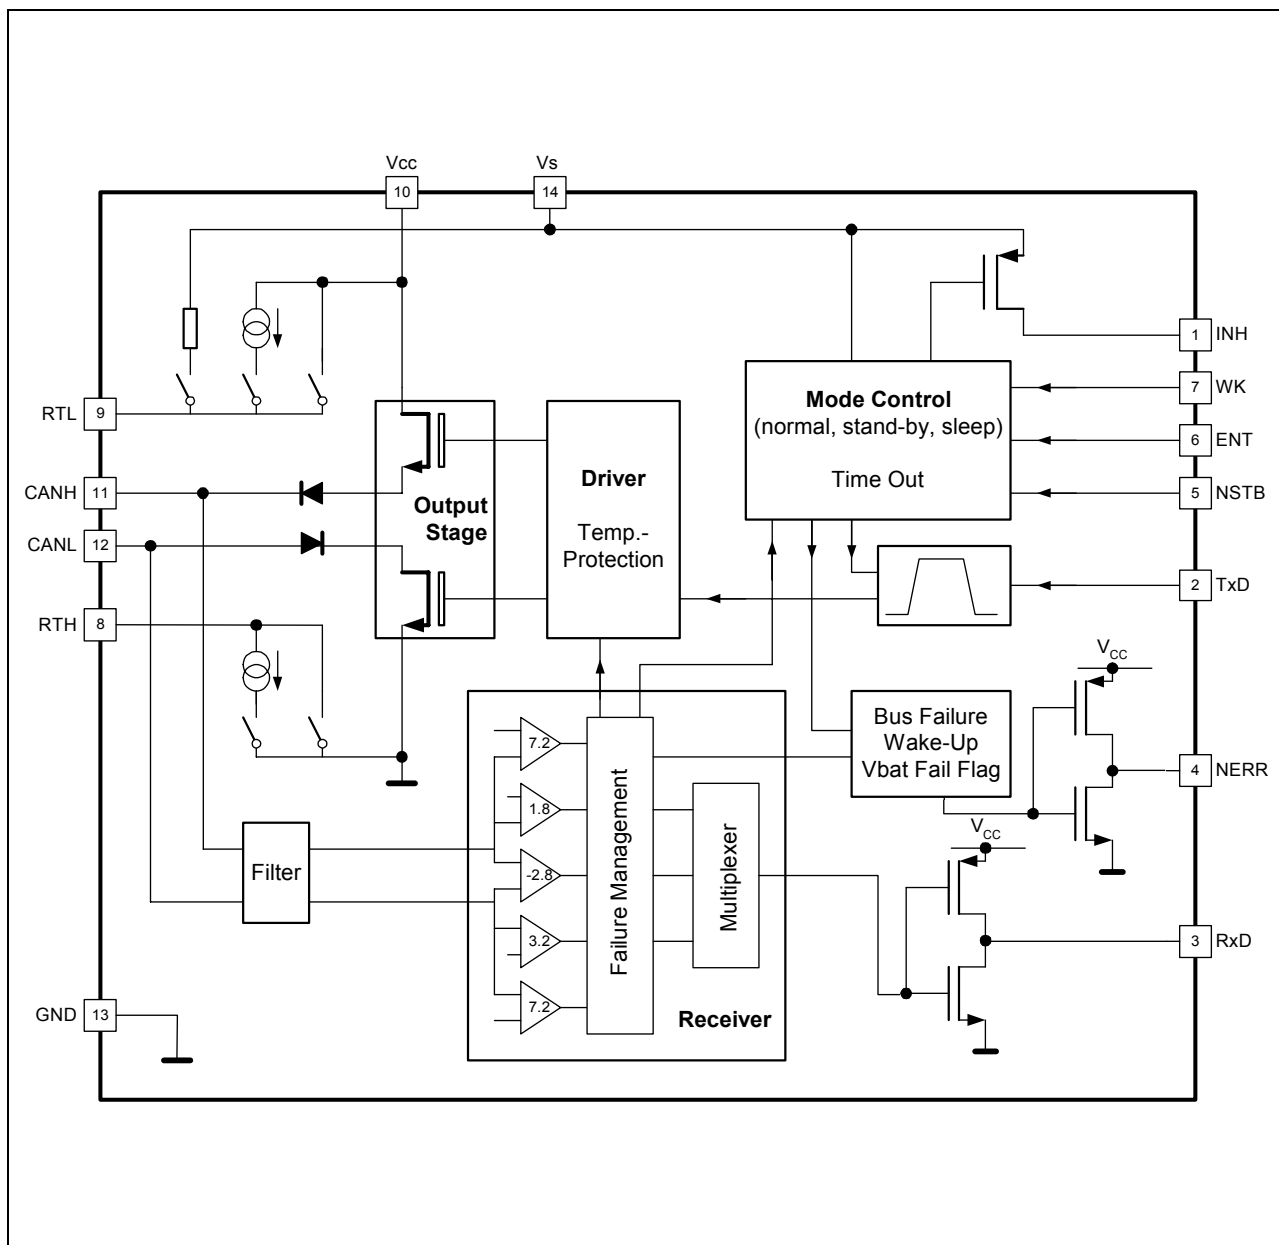 Vcc
Vs
10
14
1 INH
7 WK
Mode Control
(normal, stand-by, sleep)
Time Out
RTL 9
6 ENT
CANH 11
Output
Stage
Driver
Temp.-
Protection
5 NSTB
CANL 12
2 TxD
RTH 8
VCC
7.2
Bus Failure
Wake-Up
Vbat Fail Flag
4 NERR
1.8
VCC
Filter
-2.8
Failure Management
Multiplexer
3.2
3 RxD
7.2
GND 13
Receiver